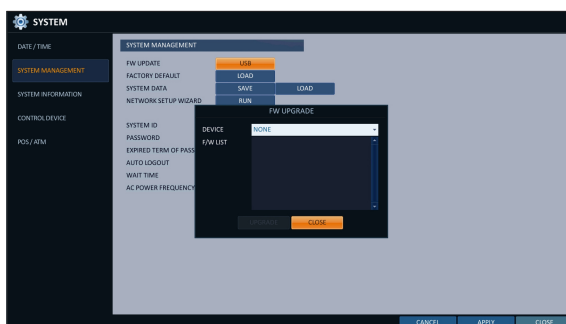 SYSTEM
DATE / TIME
SYSTEM MANAGEMENT
SYSTEM INFORMATION
CONTROL DEVICE
POS / ATM
SYSTEM MANAGEMENT
FW UPDATE USB
FACTORY DEFAULT LOAD
SYSTEM DATA SAVE LOAD
NETWORK SETUP WIZARD RUN
SYSTEM ID
PASSWORD
EXPIRED TERM OF PASS
AUTO LOGOUT
WAIT TIME
AC POWER FREQUENCY
FW UPGRADE
DEVICE NONE
F/W LIST
UPGRADE CLOSE
CANCEL APPLY CLOSE